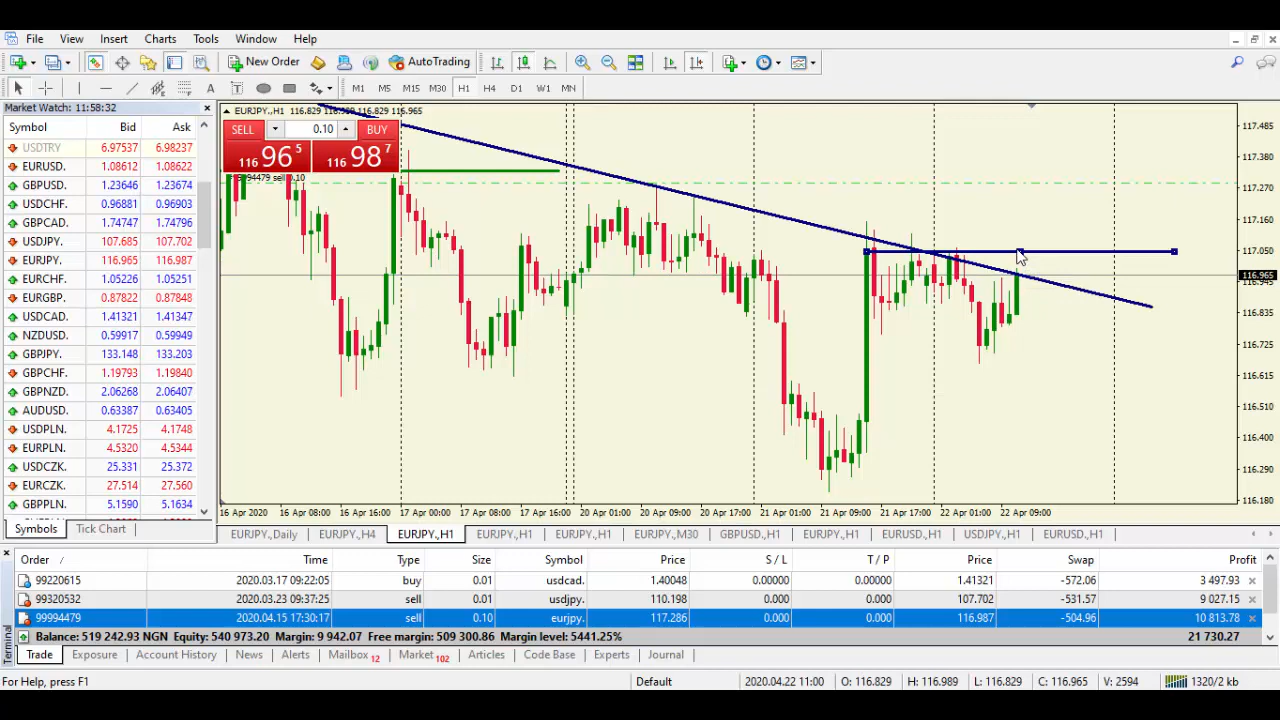 File View Insert Charts Tools Window Help
New Order AutoTrading
A T M1 M5 M15 M30 H1 H4 D1 W1 MN
Market Watch: 11:58:32
Symbol Bid Ask
USDTRY 6.97537 6.98237
EURUSD. 1.08612 1.08622
GBPUSD. 1.23646 1.23674
USDCHF. 0.96881 0.96903
GBPCAD. 1.74747 1.74796
USDJPY. 107.685 107.702
EURJPY. 116.965 116.987
EURCHF. 1.05226 1.05251
EURGBP. 0.87822 0.87848
USDCAD. 1.41321 1.41347
NZDUSD. 0.59917 0.59949
GBPJPY. 133.148 133.203
GBPCHF. 1.19793 1.19840
GBPNZD. 2.06268 2.06407
AUDUSD. 0.63387 0.63405
USDPLN. 4.1725 4.1748
EURPLN. 4.5320 4.5344
USDCZK. 25.331 25.372
EURCZK. 27.514 27.560
GBPPLN. 5.1590 5.1634
Symbols Tick Chart
EURJPY.,H1 116.829 116.989 116.829 116.965
SELL 0.10 BUY
116 96 5 116 98 7
sell 0.10
117.485
117.380
117.270
117.160
117.050
116.965
116.945
116.835
116.725
116.615
116.510
116.400
116.290
116.180
16 Apr 2020 16 Apr 08:00 16 Apr 16:00 17 Apr 00:00 17 Apr 08:00 17 Apr 16:00 20 Apr 01:00 20 Apr 09:00 20 Apr 17:00 21 Apr 01:00 21 Apr 09:00 21 Apr 17:00 22 Apr 01:00 22 Apr 09:00
EURJPY.,Daily EURJPY.,H4 EURJPY.,H1 EURJPY.,H1 EURJPY.,H1 EURJPY.,M30 GBPUSD.,H1 EURJPY.,H1 EURUSD.,H1 USDJPY.,H1 EURUSD.,H1
Order / Time Type Size Symbol Price S / L T / P Price Swap Profit
99220615 2020.03.17 09:22:05 buy 0.01 usdcad. 1.40048 0.00000 0.00000 1.41321 -572.06 3 497.93
99320532 2020.03.23 09:37:25 sell 0.01 usdjpy. 110.198 0.000 0.000 107.702 -531.57 9 027.15
99994479 2020.04.15 17:30:17 sell 0.10 eurjpy. 117.286 0.000 0.000 116.987 -504.96 10 813.78
Balance: 519 242.93 NGN Equity: 540 973.20 Margin: 9 942.07 Free margin: 509 300.86 Margin level: 5441.25% 21 730.27
Terminal
Trade Exposure Account History News Alerts Mailbox 12 Market 102 Articles Code Base Experts Journal
For Help, press F1 Default 2020.04.22 11:00 O: 116.829 H: 116.989 L: 116.829 C: 116.965 V: 2594 1320/2 kb